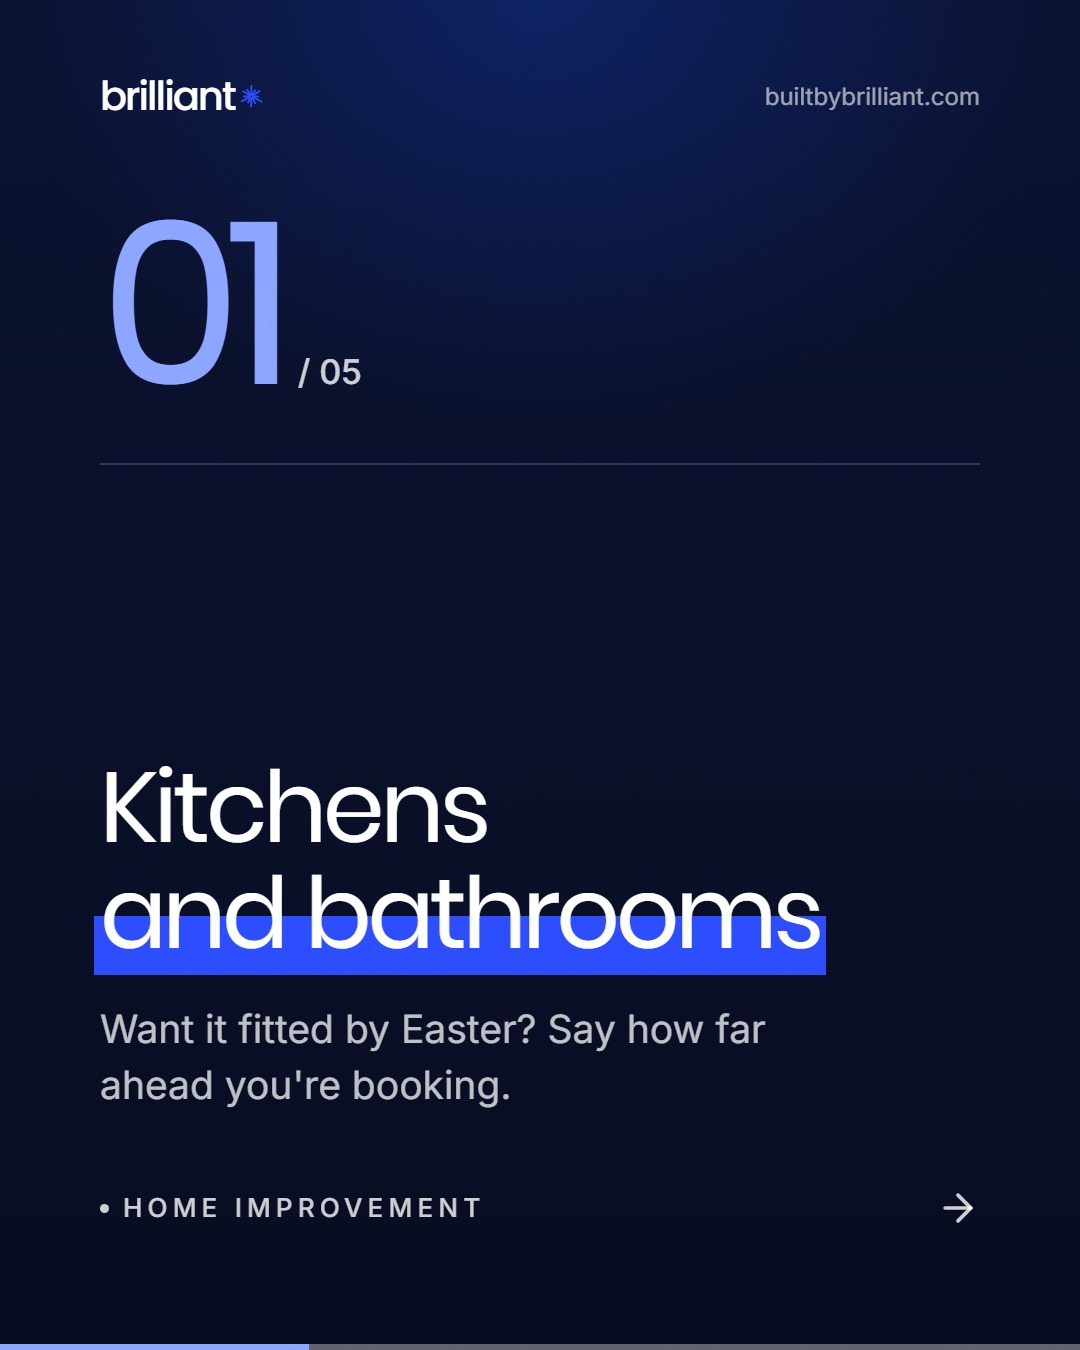 brilliant
builtbybrilliant.com
01 / 05
Kitchens
and bathrooms
Want it fitted by Easter? Say how far
ahead you're booking.
HOME IMPROVEMENT